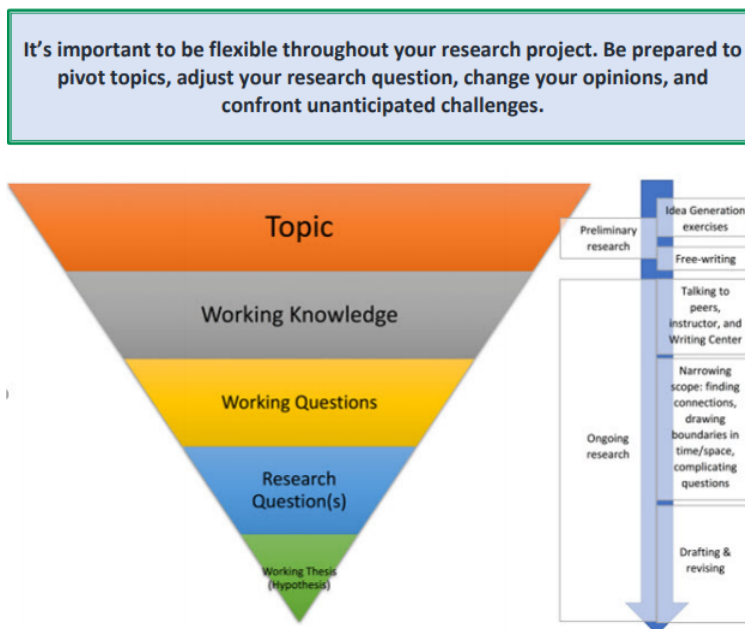 It’s important to be flexible throughout your research project. Be prepared to
pivot topics, adjust your research question, change your opinions, and
confront unanticipated challenges.
Topic
Working Knowledge
Working Questions
Research
Question(s)
Working Thesis
(Hypothesis)
Preliminary
research
Idea Generation
exercises
Free-writing
Ongoing
research
Talking to
peers,
instructor, and
Writing Center
Narrowing
scope: finding
connections,
drawing
boundaries in
time/space,
complicating
questions
Drafting &
revising